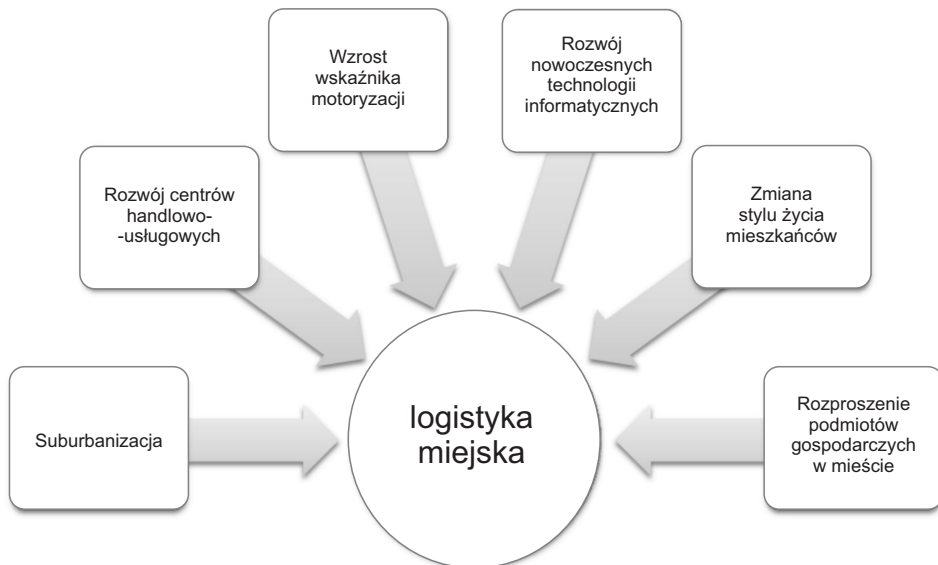 Wzrost
wskaźnika
motoryzacji
Rozwój
nowoczesnych
technologii
informatycznych
Rozwój centrów
handlowo-
-usługowych
Zmiana
stylu życia
mieszkańców
Suburbanizacja
logistyka
miejska
Rozproszenie
podmiotów
gospodarczych
w mieście